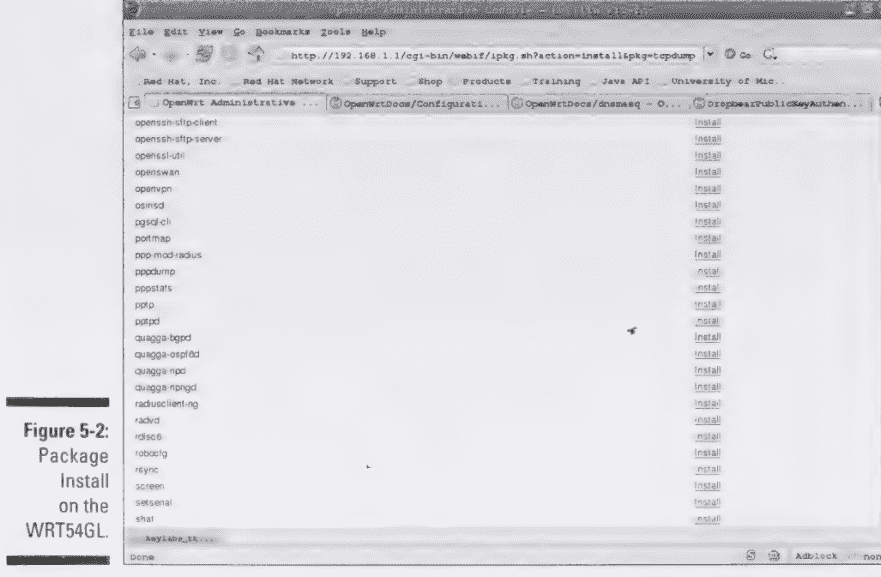 OpenWrt Administrative Console -
File Edit View Go Bookmarks Tools Help
http://192.168.1.1/cgi-bin/webif/ipkg.sh?action=install&pkg=tcpdump Go
Red Hat, Inc. Red Hat Network Support Shop Products Training Java API University of Mic..
OpenWrt Administrative ... OpenWrtDocs/Configurati... OpenWrtDocs/dnsmasq - O... DropbearPublicKeyAuthen...
openssh-sftp-client Install
openssh-sftp-server Install
openssl-util Install
openswan Install
openvpn Install
osirisd Install
pgsql-cli Install
portmap Install
ppp-mod-radius Install
pppdump Install
pppstats Install
pptp Install
pptpd Install
quagga-bgpd Install
quagga-ospf6d Install
quagga-ripd Install
quagga-ripngd Install
radiusclient-ng Install
radvd Install
rdisc6 Install
robocfg Install
rsync Install
screen Install
setserial Install
shat Install
Done Adblock non
Figure 5-2:
Package
Install
on the
WRT54GL.